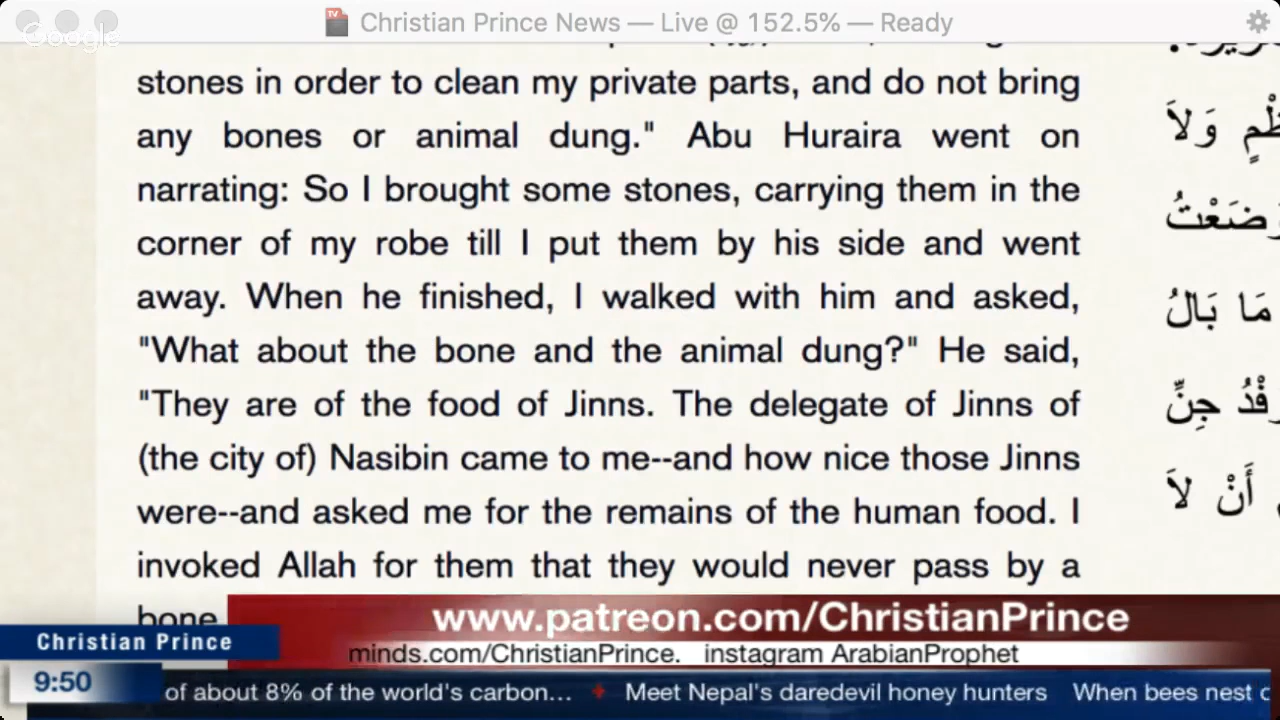 Christian Prince News — Live @ 152.5% — Ready
Google
stones in order to clean my private parts, and do not bring
any bones or animal dung." Abu Huraira went on
narrating: So I brought some stones, carrying them in the
corner of my robe till I put them by his side and went
away. When he finished, I walked with him and asked,
"What about the bone and the animal dung?" He said,
"They are of the food of Jinns. The delegate of Jinns of
(the city of) Nasibin came to me--and how nice those Jinns
were--and asked me for the remains of the human food. I
invoked Allah for them that they would never pass by a
bone
وَلاَ
مَا بَالُ
جِنِّ
أَنْ لاَ
www.patreon.com/ChristianPrince
Christian Prince
minds.com/ChristianPrince. instagram ArabianProphet
9:50
of about 8% of the world's carbon... Meet Nepal's daredevil honey hunters When bees nest